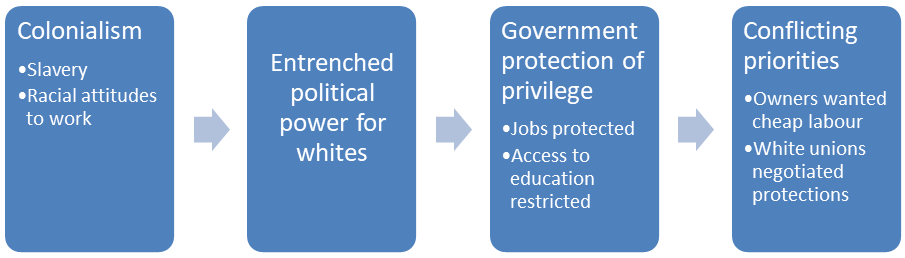 Colonialism
•Slavery
•Racial attitudes
to work
Entrenched
political
power for
whites
Government
protection of
privilege
•Jobs protected
•Access to
education
restricted
Conflicting
priorities
•Owners wanted
cheap labour
•White unions
negotiated
protections